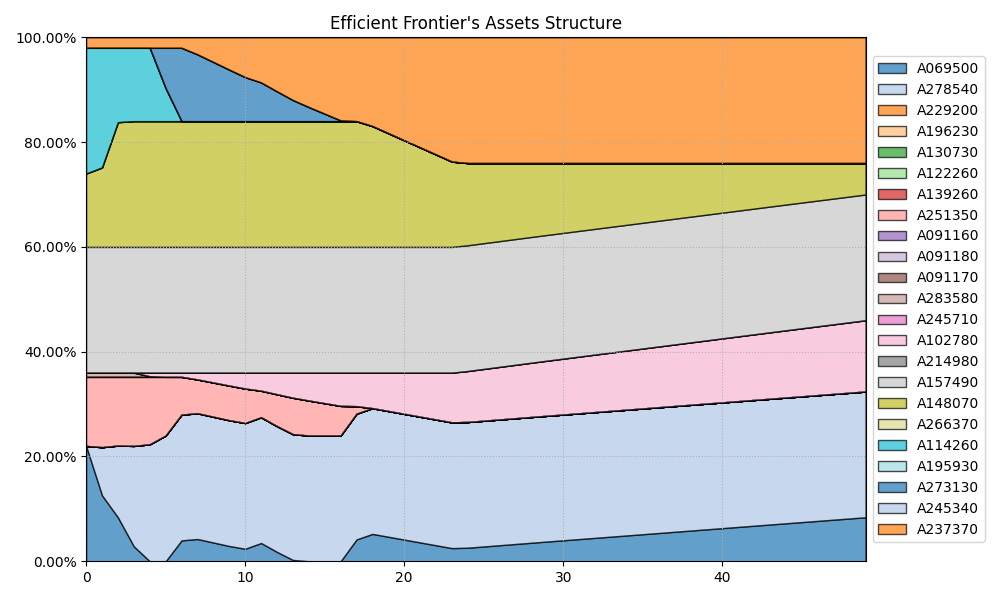 Efficient Frontier's Assets Structure
100.00%
80.00%
60.00%
40.00%
20.00%
0.00%
0 10 20 30 40
A069500
A278540
A229200
A196230
A130730
A122260
A139260
A251350
A091160
A091180
A091170
A283580
A245710
A102780
A214980
A157490
A148070
A266370
A114260
A195930
A273130
A245340
A237370